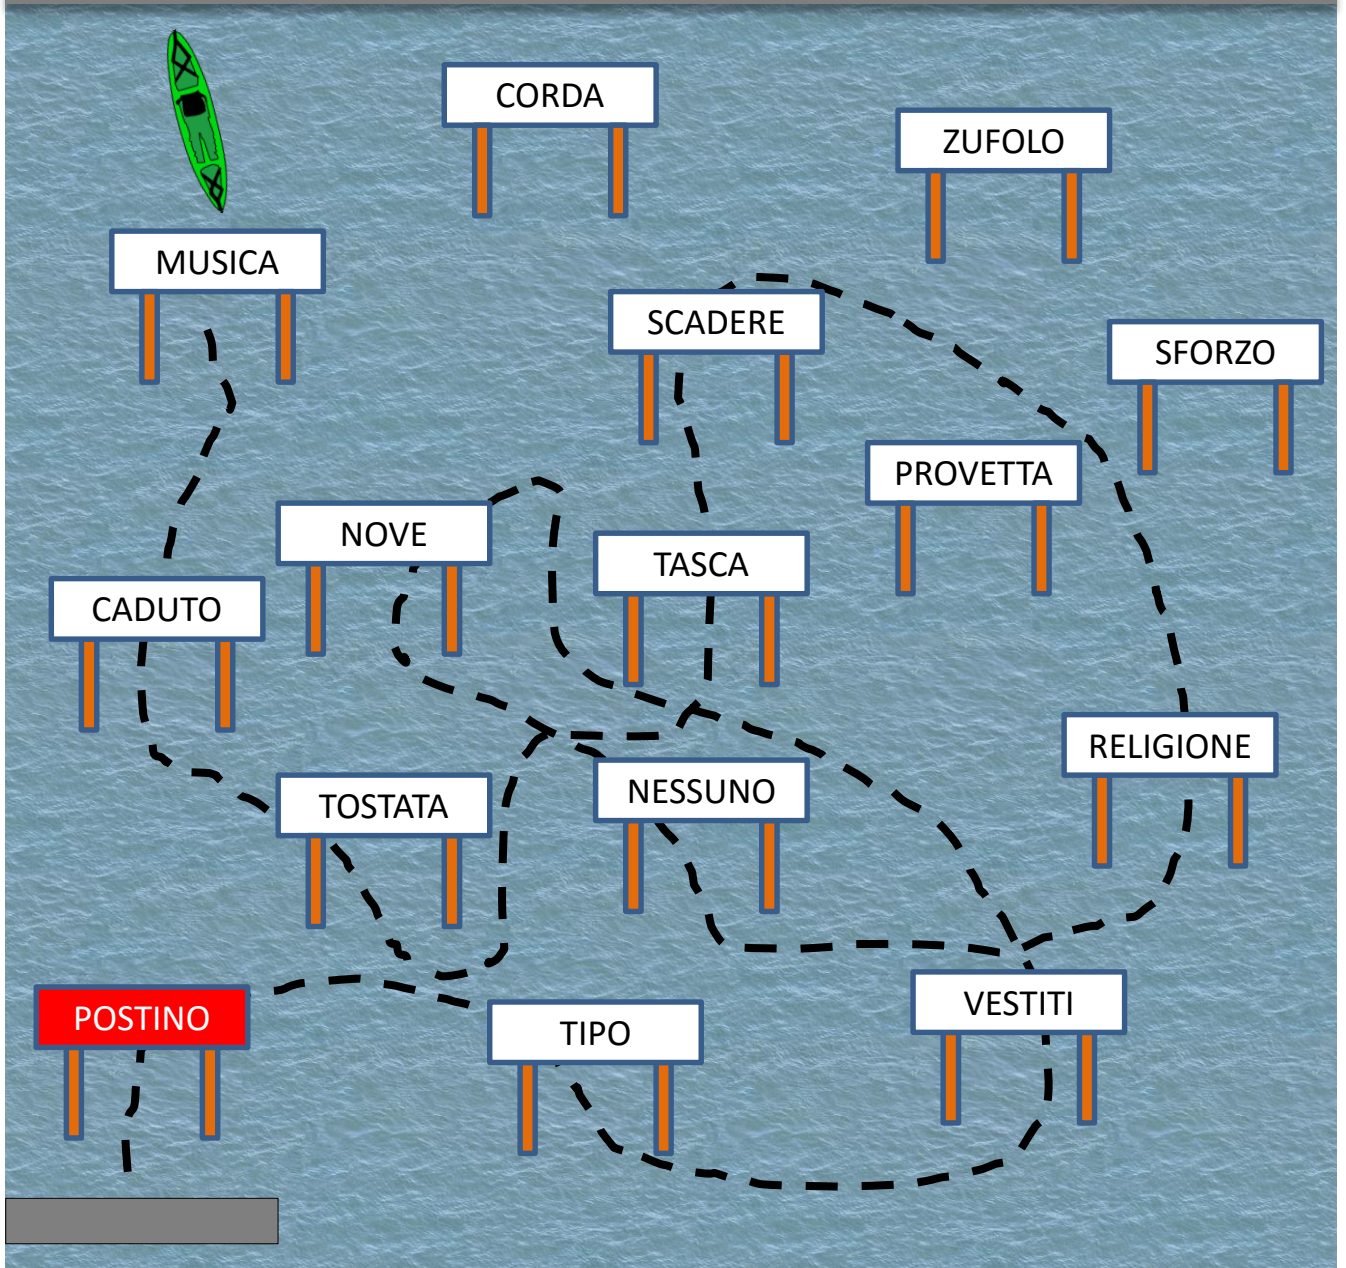 CORDA
ZUFOLO
MUSICA
SCADERE
SFORZO
PROVETTA
NOVE
TASCA
CADUTO
RELIGIONE
TOSTATA
NESSUNO
POSTINO
TIPO
VESTITI